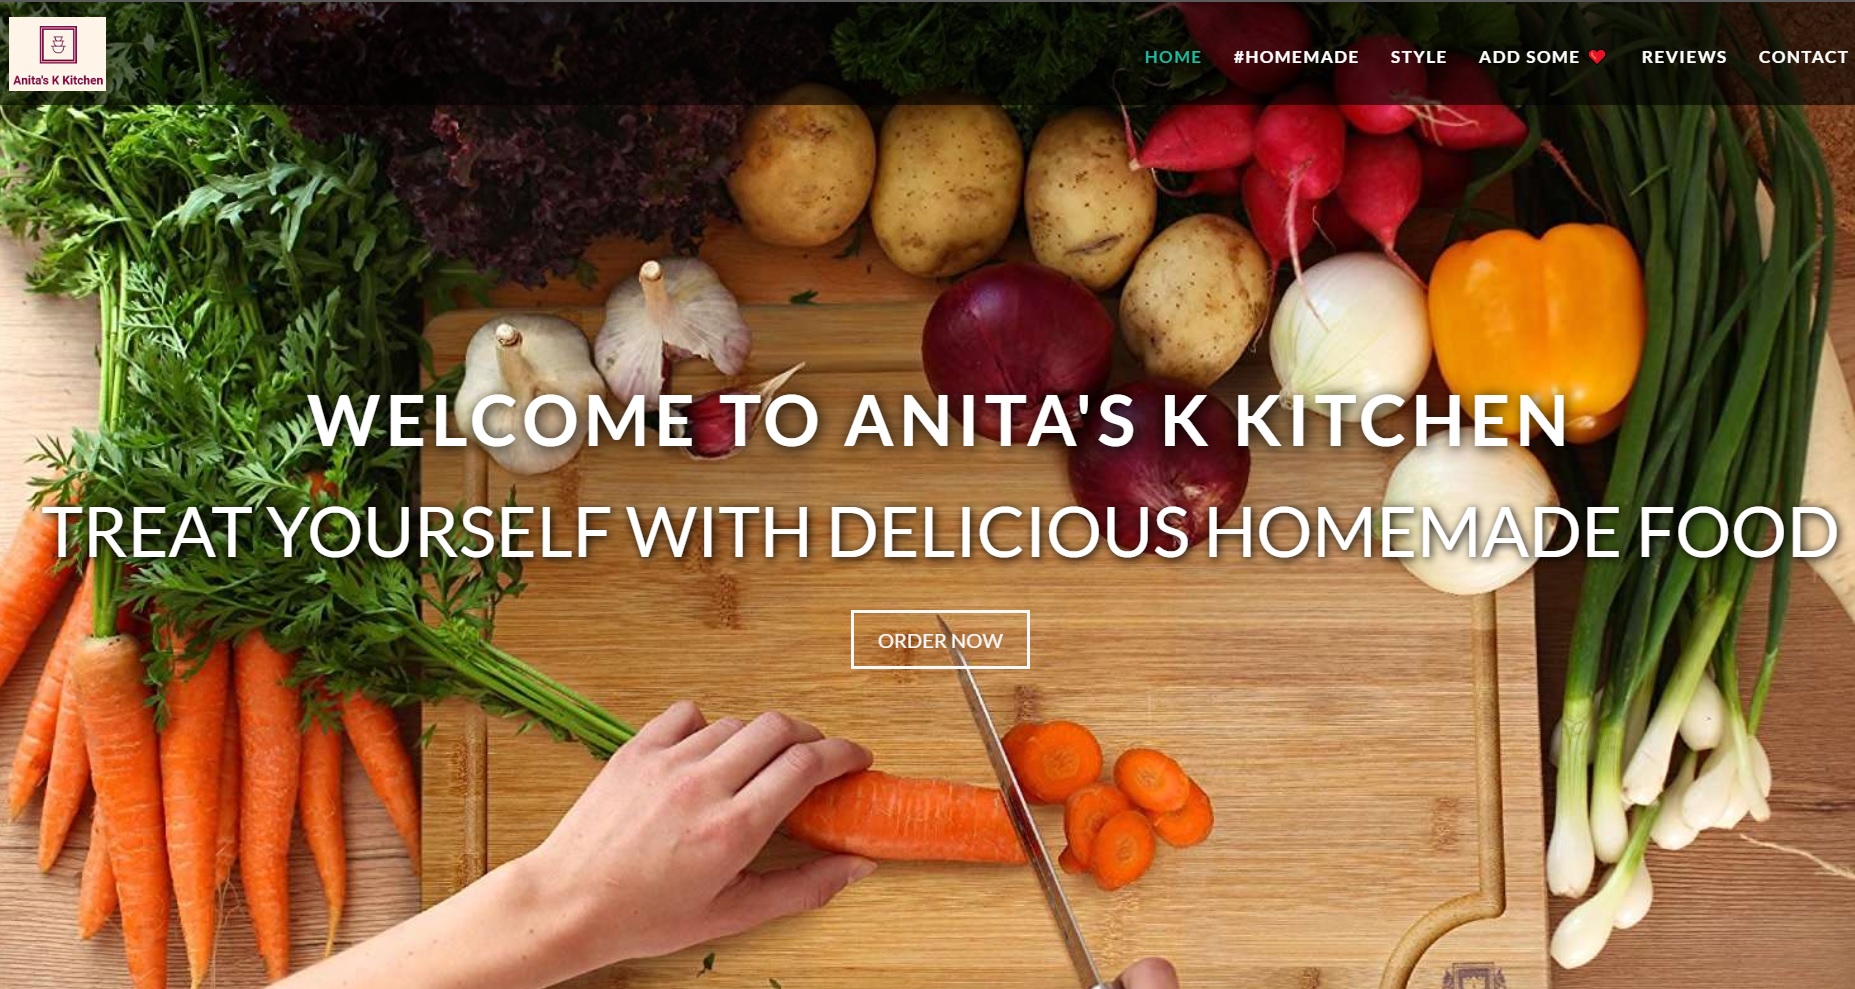 Anita's K Kitchen
HOME #HOMEMADE STYLE ADD SOME ❤ REVIEWS CONTACT
WELCOME TO ANITA'S K KITCHEN
TREAT YOURSELF WITH DELICIOUS HOMEMADE FOOD
ORDER NOW